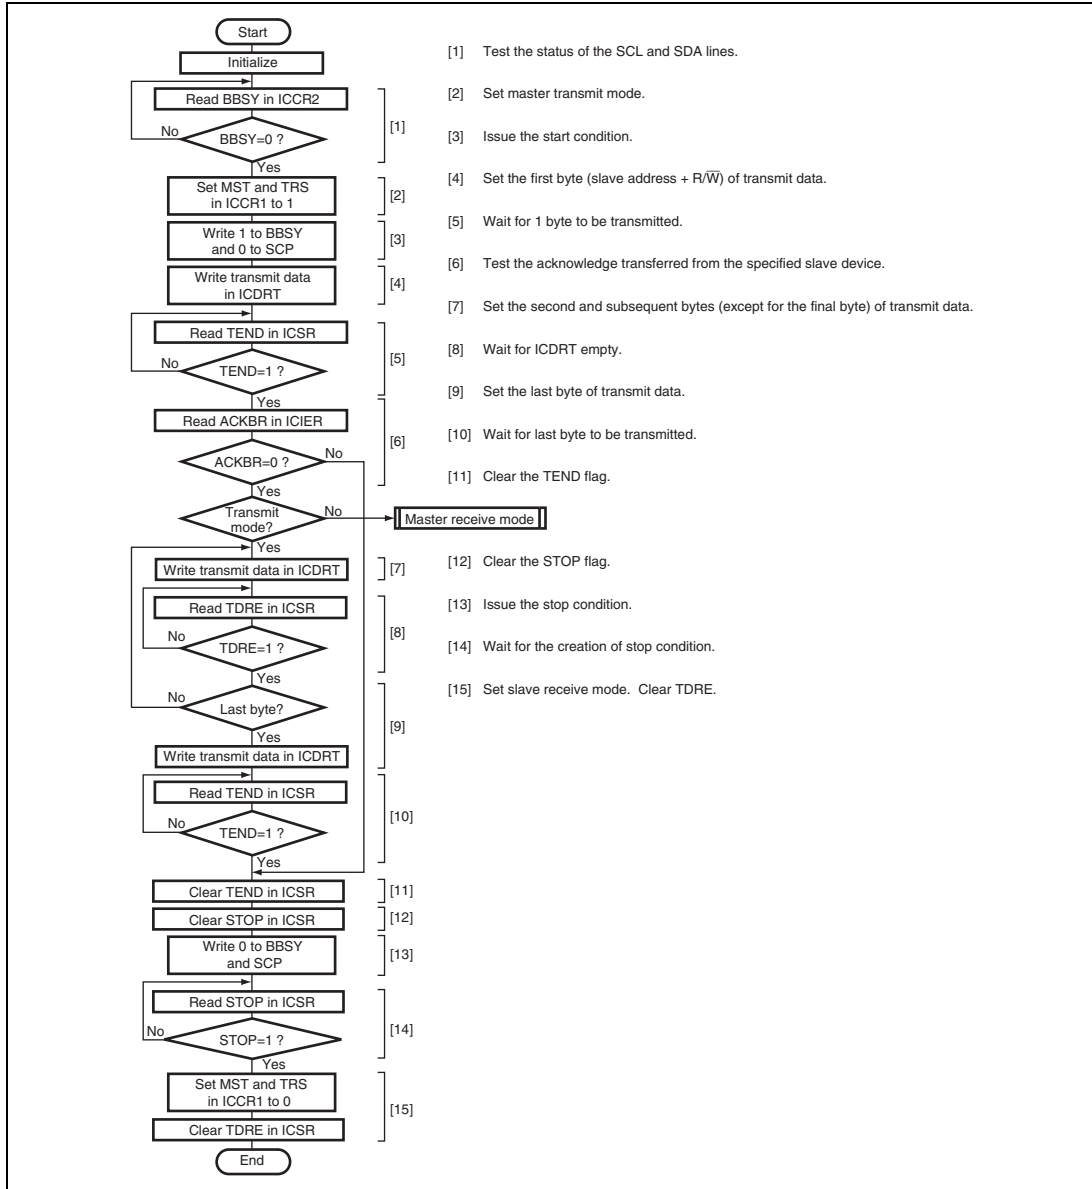 Start
Initialize
Read BBSY in ICCR2
No
BBSY=0 ?
[1]
Yes
Set MST and TRS
in ICCR1 to 1
[2]
Write 1 to BBSY
and 0 to SCP
[3]
Write transmit data
in ICDRT
[4]
Read TEND in ICSR
No
TEND=1 ?
[5]
Yes
Read ACKBR in ICIER
[6]
ACKBR=0 ?
No
Yes
Transmit
mode?
No
Master receive mode
Yes
Write transmit data in ICDRT
[7]
Read TDRE in ICSR
No
TDRE=1 ?
[8]
Yes
No
Last byte?
[9]
Yes
Write transmit data in ICDRT
Read TEND in ICSR
No
TEND=1 ?
[10]
Yes
Clear TEND in ICSR
[11]
Clear STOP in ICSR
[12]
Write 0 to BBSY
and SCP
[13]
Read STOP in ICSR
No
STOP=1 ?
[14]
Yes
Set MST and TRS
in ICCR1 to 0
[15]
Clear TDRE in ICSR
End
[1] Test the status of the SCL and SDA lines.
[2] Set master transmit mode.
[3] Issue the start condition.
[4] Set the first byte (slave address + R/W̅) of transmit data.
[5] Wait for 1 byte to be transmitted.
[6] Test the acknowledge transferred from the specified slave device.
[7] Set the second and subsequent bytes (except for the final byte) of transmit data.
[8] Wait for ICDRT empty.
[9] Set the last byte of transmit data.
[10] Wait for last byte to be transmitted.
[11] Clear the TEND flag.
[12] Clear the STOP flag.
[13] Issue the stop condition.
[14] Wait for the creation of stop condition.
[15] Set slave receive mode. Clear TDRE.